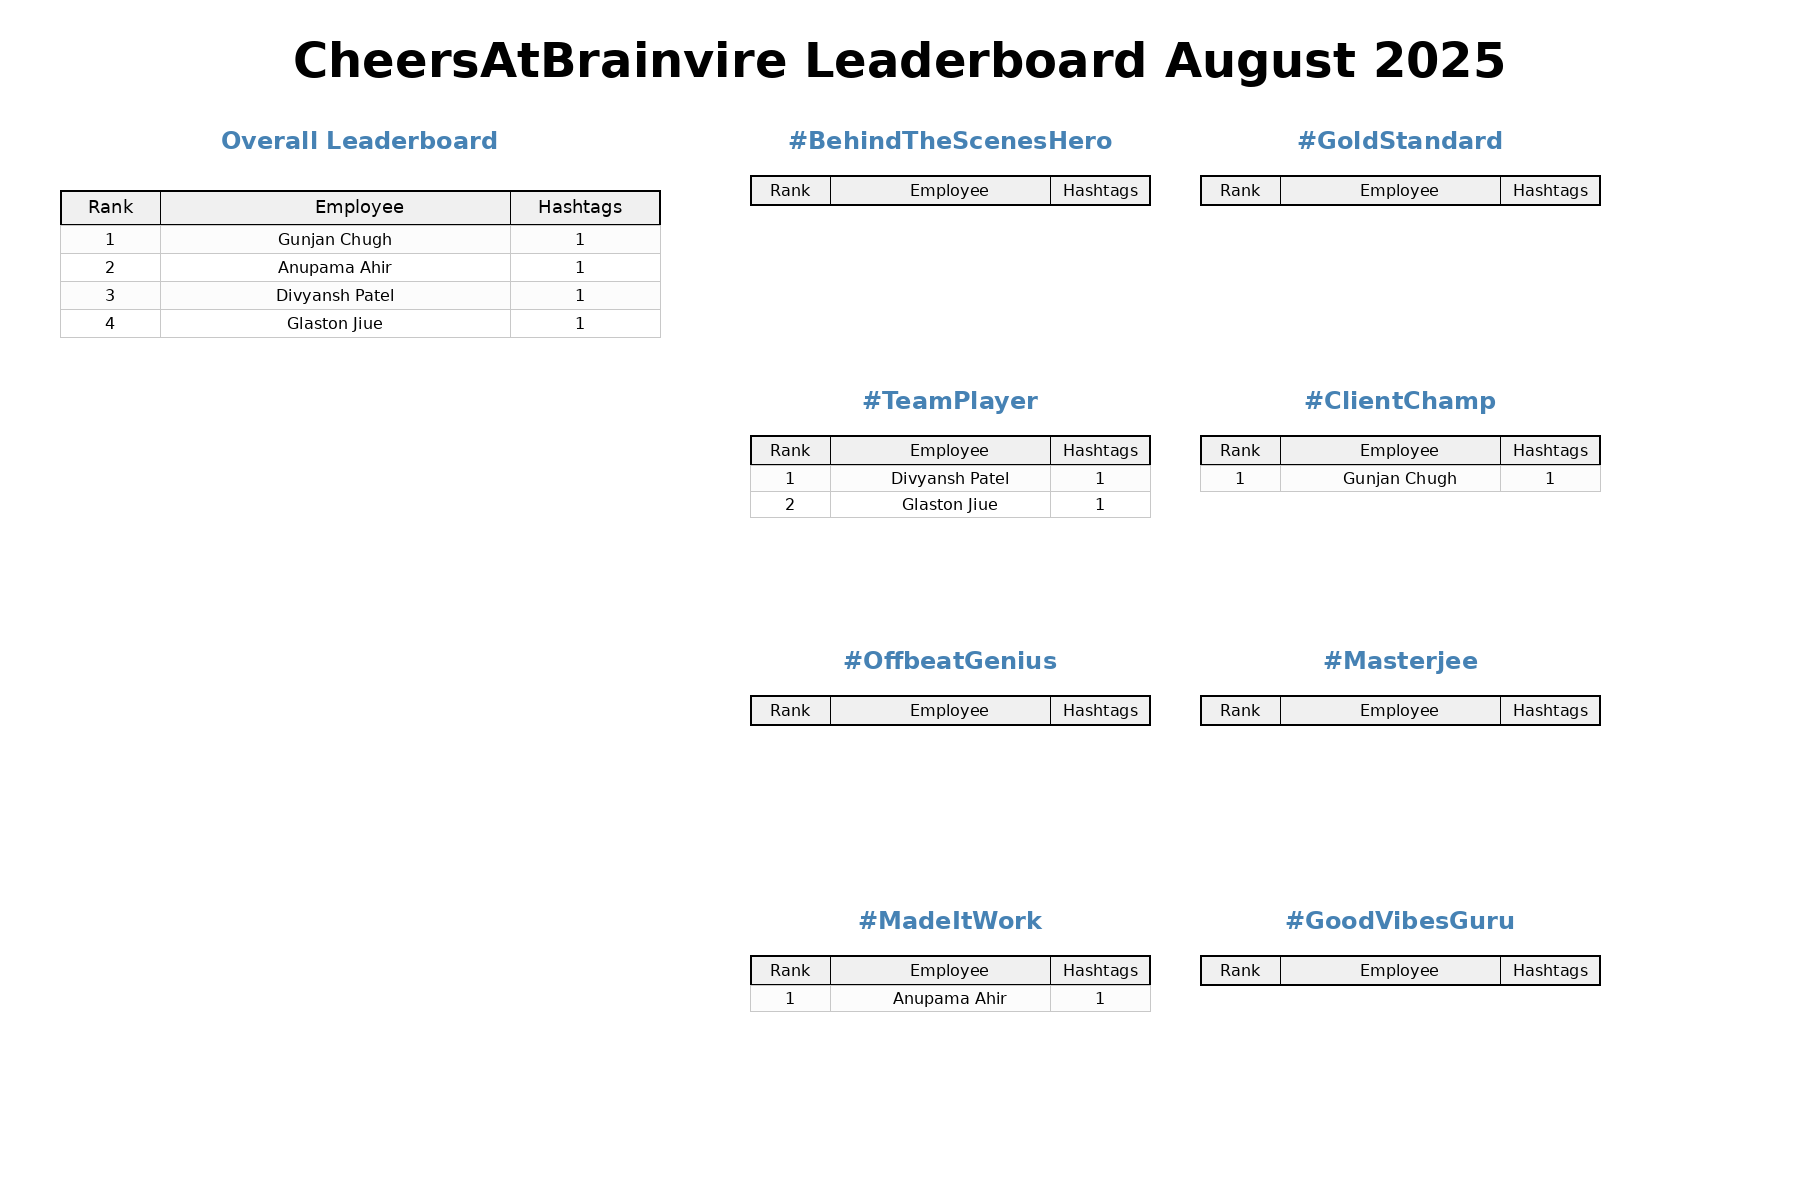 CheersAtBrainvire Leaderboard August 2025
Overall Leaderboard
Rank Employee Hashtags
1 Gunjan Chugh 1
2 Anupama Ahir 1
3 Divyansh Patel 1
4 Glaston Jiue 1
#BehindTheScenesHero
Rank Employee Hashtags
#GoldStandard
Rank Employee Hashtags
#TeamPlayer
Rank Employee Hashtags
1 Divyansh Patel 1
2 Glaston Jiue 1
#ClientChamp
Rank Employee Hashtags
1 Gunjan Chugh 1
#OffbeatGenius
Rank Employee Hashtags
#Masterjee
Rank Employee Hashtags
#MadeItWork
Rank Employee Hashtags
1 Anupama Ahir 1
#GoodVibesGuru
Rank Employee Hashtags